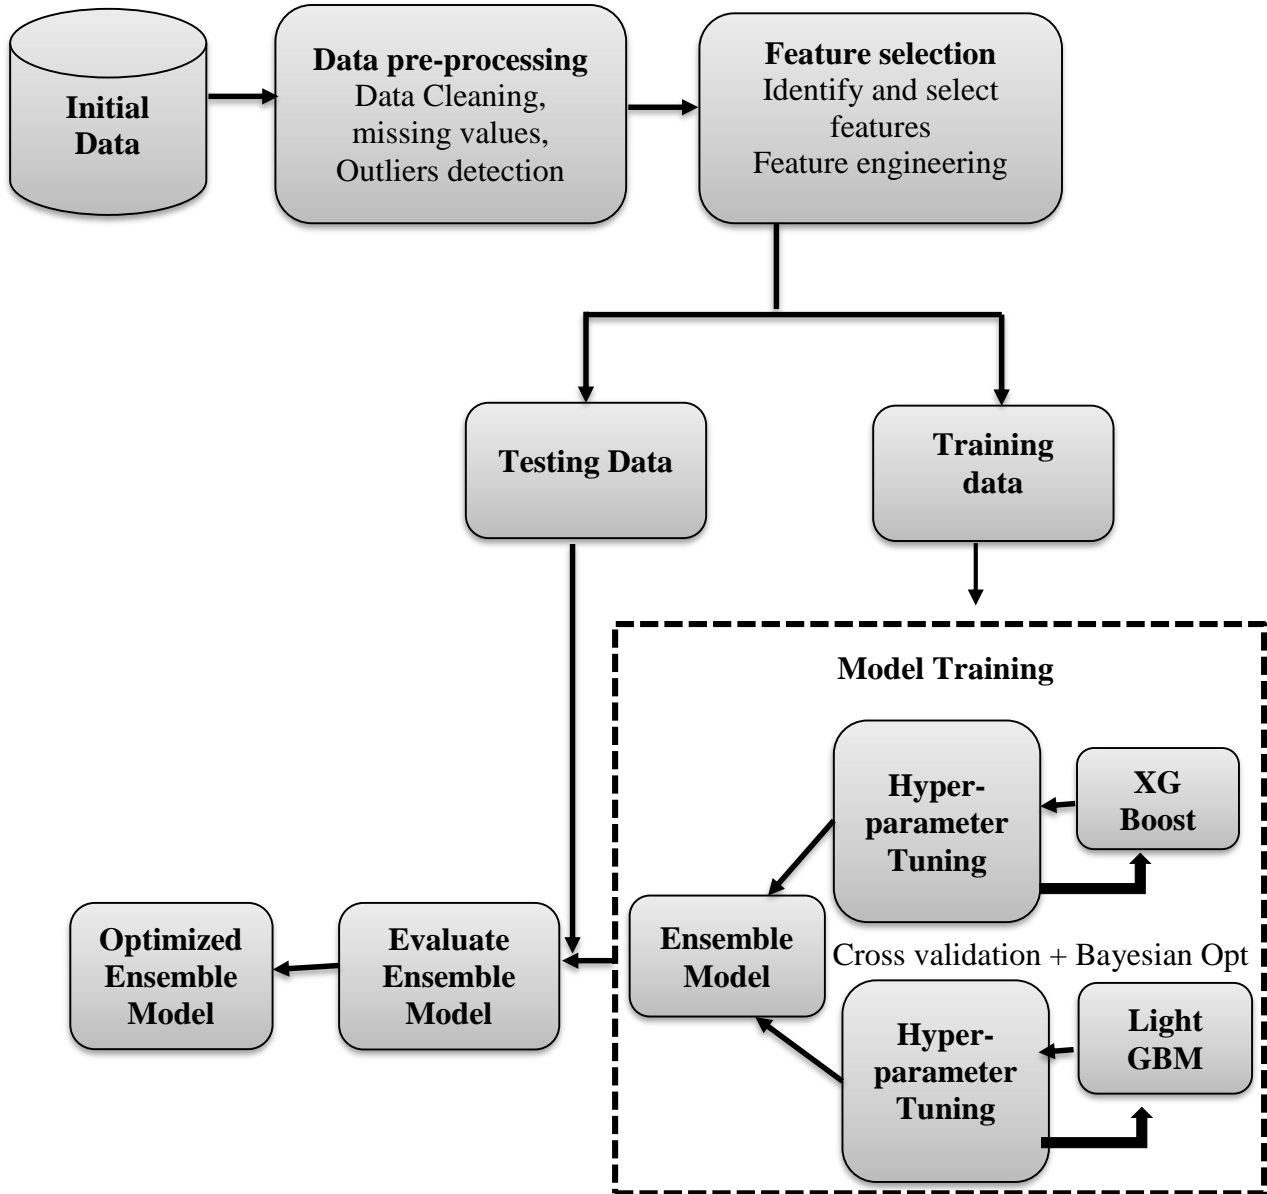 Initial
Data
Data pre-processing
Data Cleaning,
missing values,
Outliers detection
Feature selection
Identify and select
features
Feature engineering
Testing Data
Training
data
Model Training
Hyper-
parameter
Tuning
XG
Boost
Optimized
Ensemble
Model
Evaluate
Ensemble
Model
Ensemble
Model
Cross validation + Bayesian Opt
Hyper-
parameter
Tuning
Light
GBM